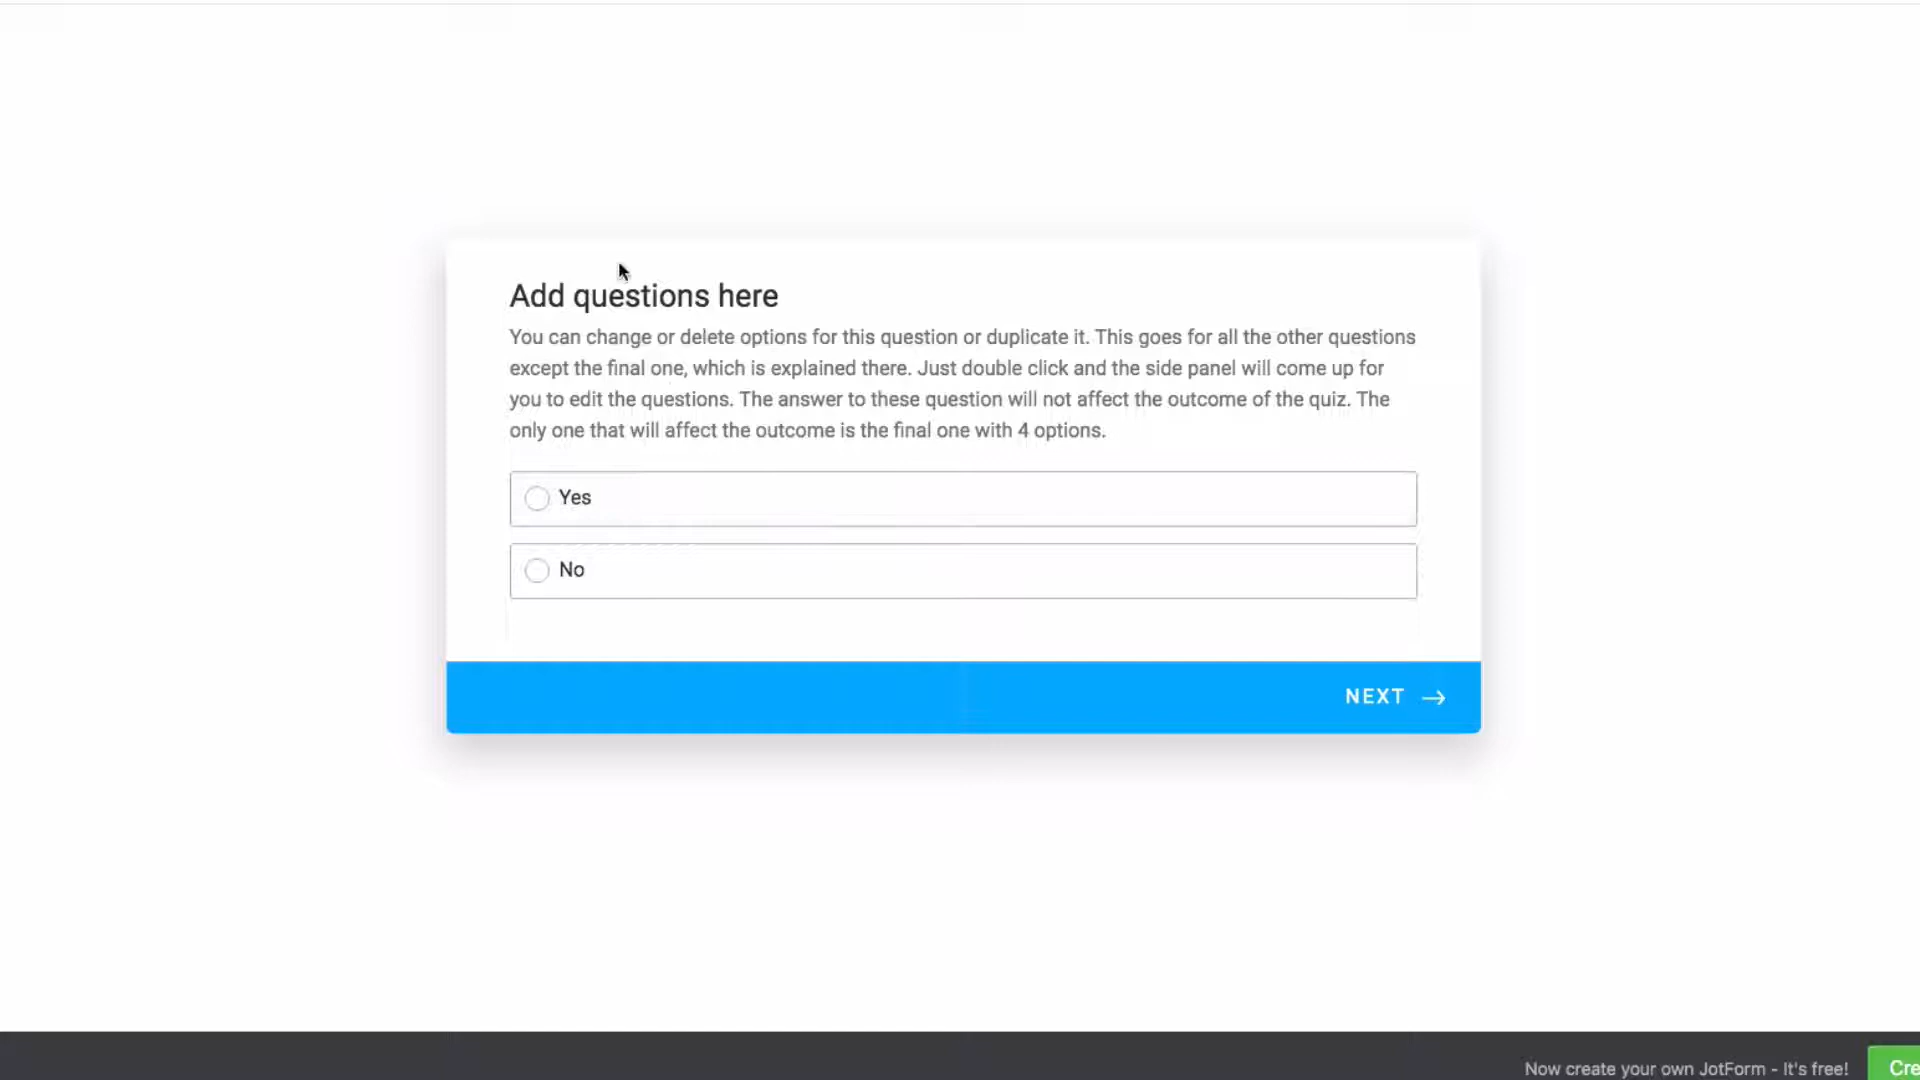 Add questions here
You can change or delete options for this question or duplicate it. This goes for all the other questions
except the final one, which is explained there. Just double click and the side panel will come up for
you to edit the questions. The answer to these question will not affect the outcome of the quiz. The
only one that will affect the outcome is the final one with 4 options.
Yes
No
NEXT →
Now create your own JotForm - It's free!